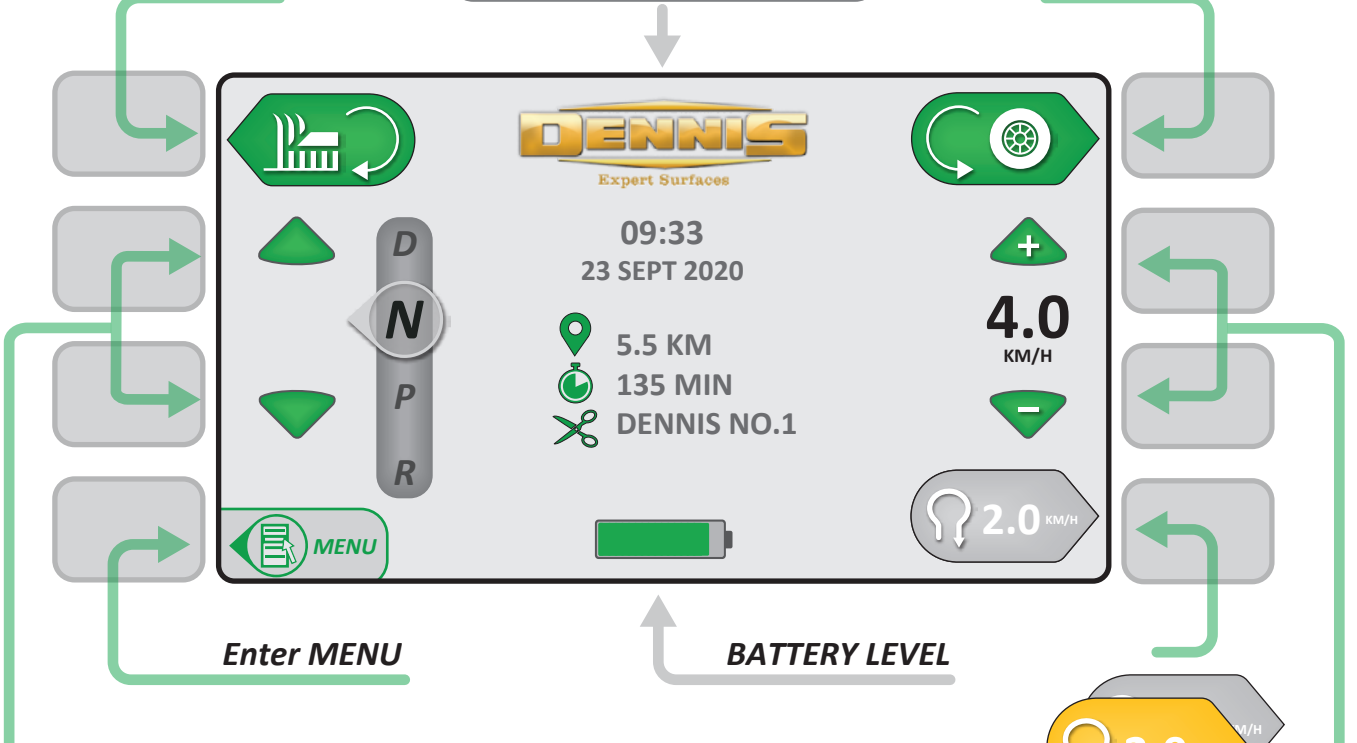 DENNIS
Expert Surfaces
09:33
23 SEPT 2020
D
N
P
R
5.5 KM
135 MIN
DENNIS NO.1
+
4.0
KM/H
−
MENU
2.0 KM/H
Enter MENU
BATTERY LEVEL
M/H